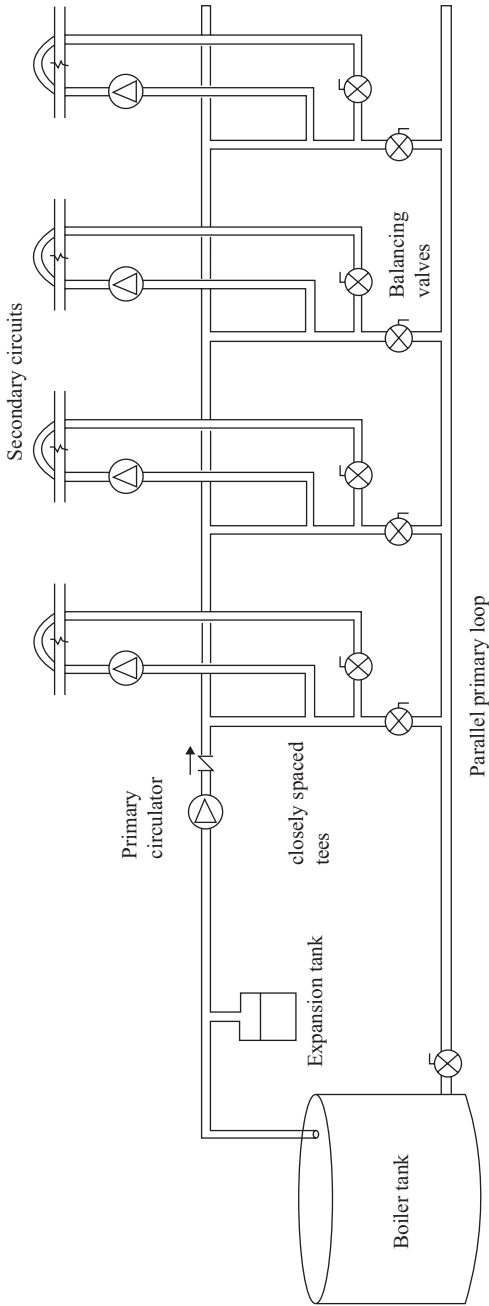 Secondary circuits
Primary
circulator
closely spaced
tees
Balancing
valves
Expansion tank
Boiler tank
Parallel primary loop